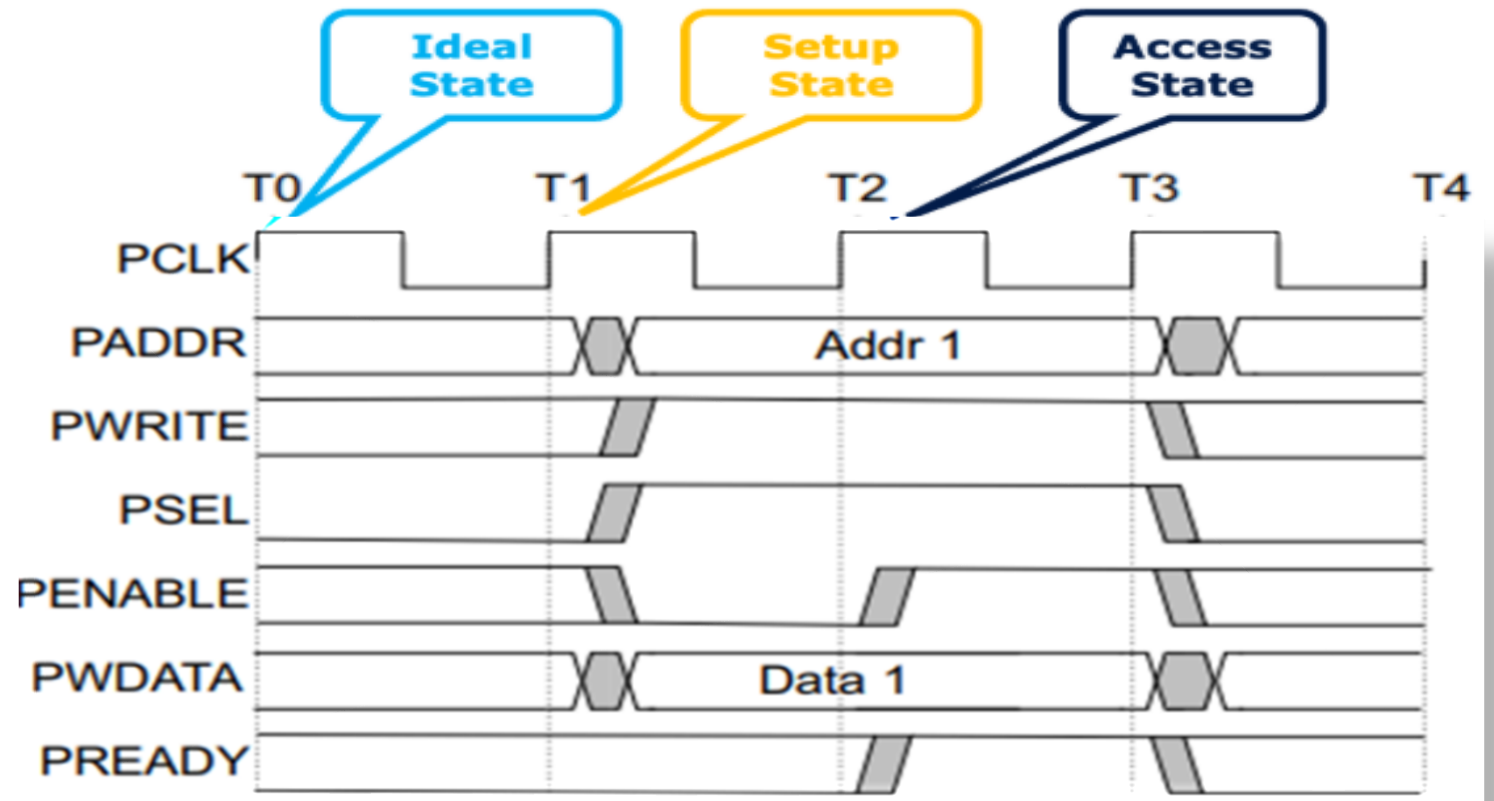 Ideal
State
Setup
State
Access
State
T0
T1
T2
T3
T4
PCLK
PADDR
Addr 1
PWRITE
PSEL
PENABLE
PWDATA
Data 1
PREADY